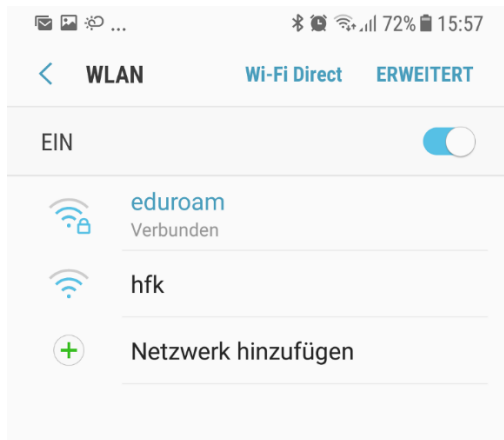 ... 72% 15:57
WLAN Wi-Fi Direct ERWEITERT
EIN
eduroam
Verbunden
hfk
Netzwerk hinzufügen